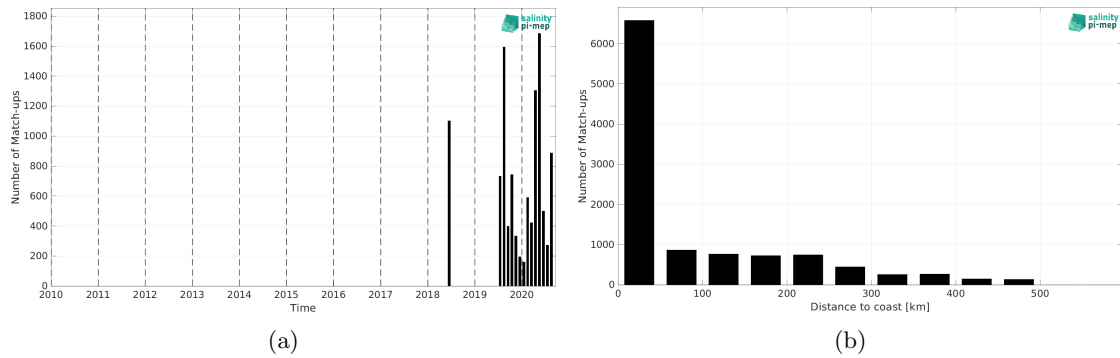 salinity
pi-mep
1800
1600
1400
1200
1000
800
600
400
200
0
Number of Match-ups
2010 2011 2012 2013 2014 2015 2016 2017 2018 2019 2020
Time
(a)
salinity
pi-mep
6000
5000
4000
3000
2000
1000
0
Number of Match-ups
0 100 200 300 400 500
Distance to coast [km]
(b)